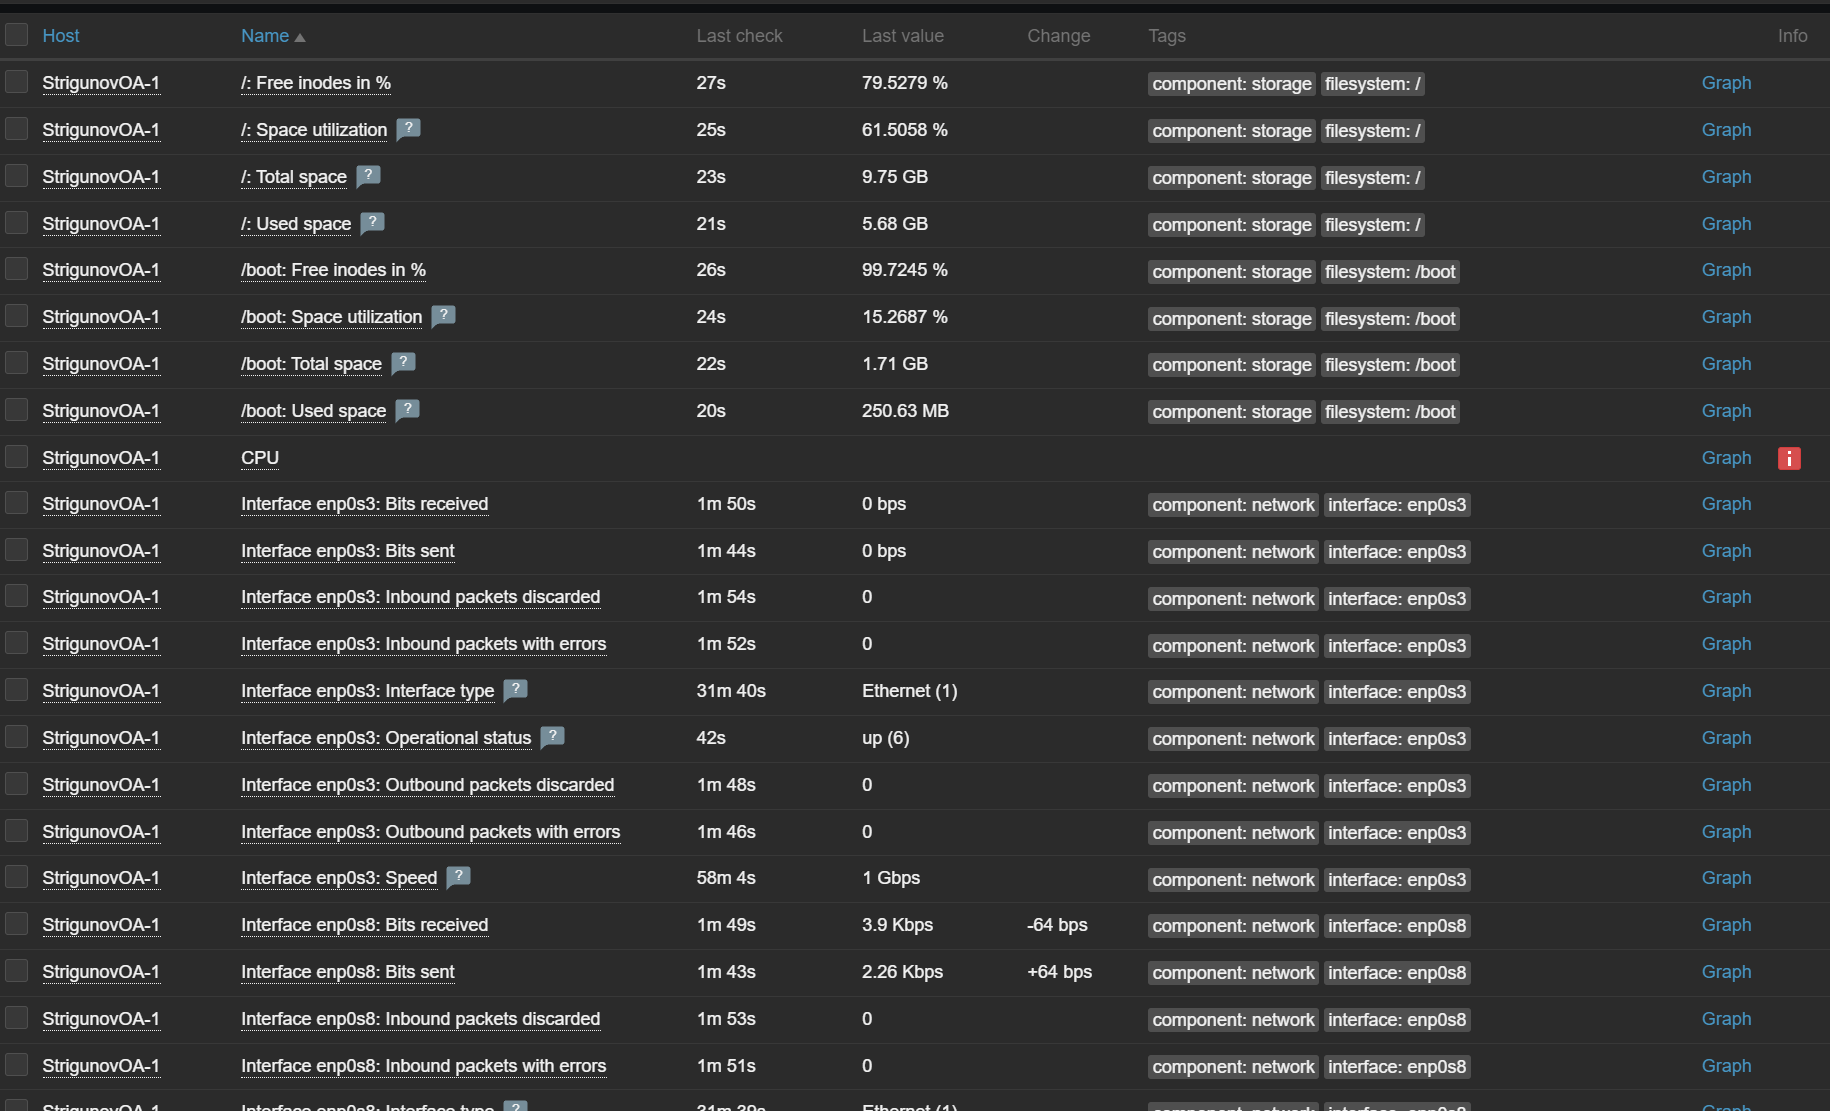 Host Name Last check Last value Change Tags Info
StrigunovOA-1 /: Free inodes in % 27s 79.5279 % component: storage filesystem: / Graph
StrigunovOA-1 /: Space utilization ? 25s 61.5058 % component: storage filesystem: / Graph
StrigunovOA-1 /: Total space ? 23s 9.75 GB component: storage filesystem: / Graph
StrigunovOA-1 /: Used space ? 21s 5.68 GB component: storage filesystem: / Graph
StrigunovOA-1 /boot: Free inodes in % 26s 99.7245 % component: storage filesystem: /boot Graph
StrigunovOA-1 /boot: Space utilization ? 24s 15.2687 % component: storage filesystem: /boot Graph
StrigunovOA-1 /boot: Total space ? 22s 1.71 GB component: storage filesystem: /boot Graph
StrigunovOA-1 /boot: Used space ? 20s 250.63 MB component: storage filesystem: /boot Graph
StrigunovOA-1 CPU Graph i
StrigunovOA-1 Interface enp0s3: Bits received 1m 50s 0 bps component: network interface: enp0s3 Graph
StrigunovOA-1 Interface enp0s3: Bits sent 1m 44s 0 bps component: network interface: enp0s3 Graph
StrigunovOA-1 Interface enp0s3: Inbound packets discarded 1m 54s 0 component: network interface: enp0s3 Graph
StrigunovOA-1 Interface enp0s3: Inbound packets with errors 1m 52s 0 component: network interface: enp0s3 Graph
StrigunovOA-1 Interface enp0s3: Interface type ? 31m 40s Ethernet (1) component: network interface: enp0s3 Graph
StrigunovOA-1 Interface enp0s3: Operational status ? 42s up (6) component: network interface: enp0s3 Graph
StrigunovOA-1 Interface enp0s3: Outbound packets discarded 1m 48s 0 component: network interface: enp0s3 Graph
StrigunovOA-1 Interface enp0s3: Outbound packets with errors 1m 46s 0 component: network interface: enp0s3 Graph
StrigunovOA-1 Interface enp0s3: Speed ? 58m 4s 1 Gbps component: network interface: enp0s3 Graph
StrigunovOA-1 Interface enp0s8: Bits received 1m 49s 3.9 Kbps -64 bps component: network interface: enp0s8 Graph
StrigunovOA-1 Interface enp0s8: Bits sent 1m 43s 2.26 Kbps +64 bps component: network interface: enp0s8 Graph
StrigunovOA-1 Interface enp0s8: Inbound packets discarded 1m 53s 0 component: network interface: enp0s8 Graph
StrigunovOA-1 Interface enp0s8: Inbound packets with errors 1m 51s 0 component: network interface: enp0s8 Graph
StrigunovOA-1 Interface enp0s8: Interface type ? 31m 39s Ethernet (1) component: network interface: enp0s8 Graph